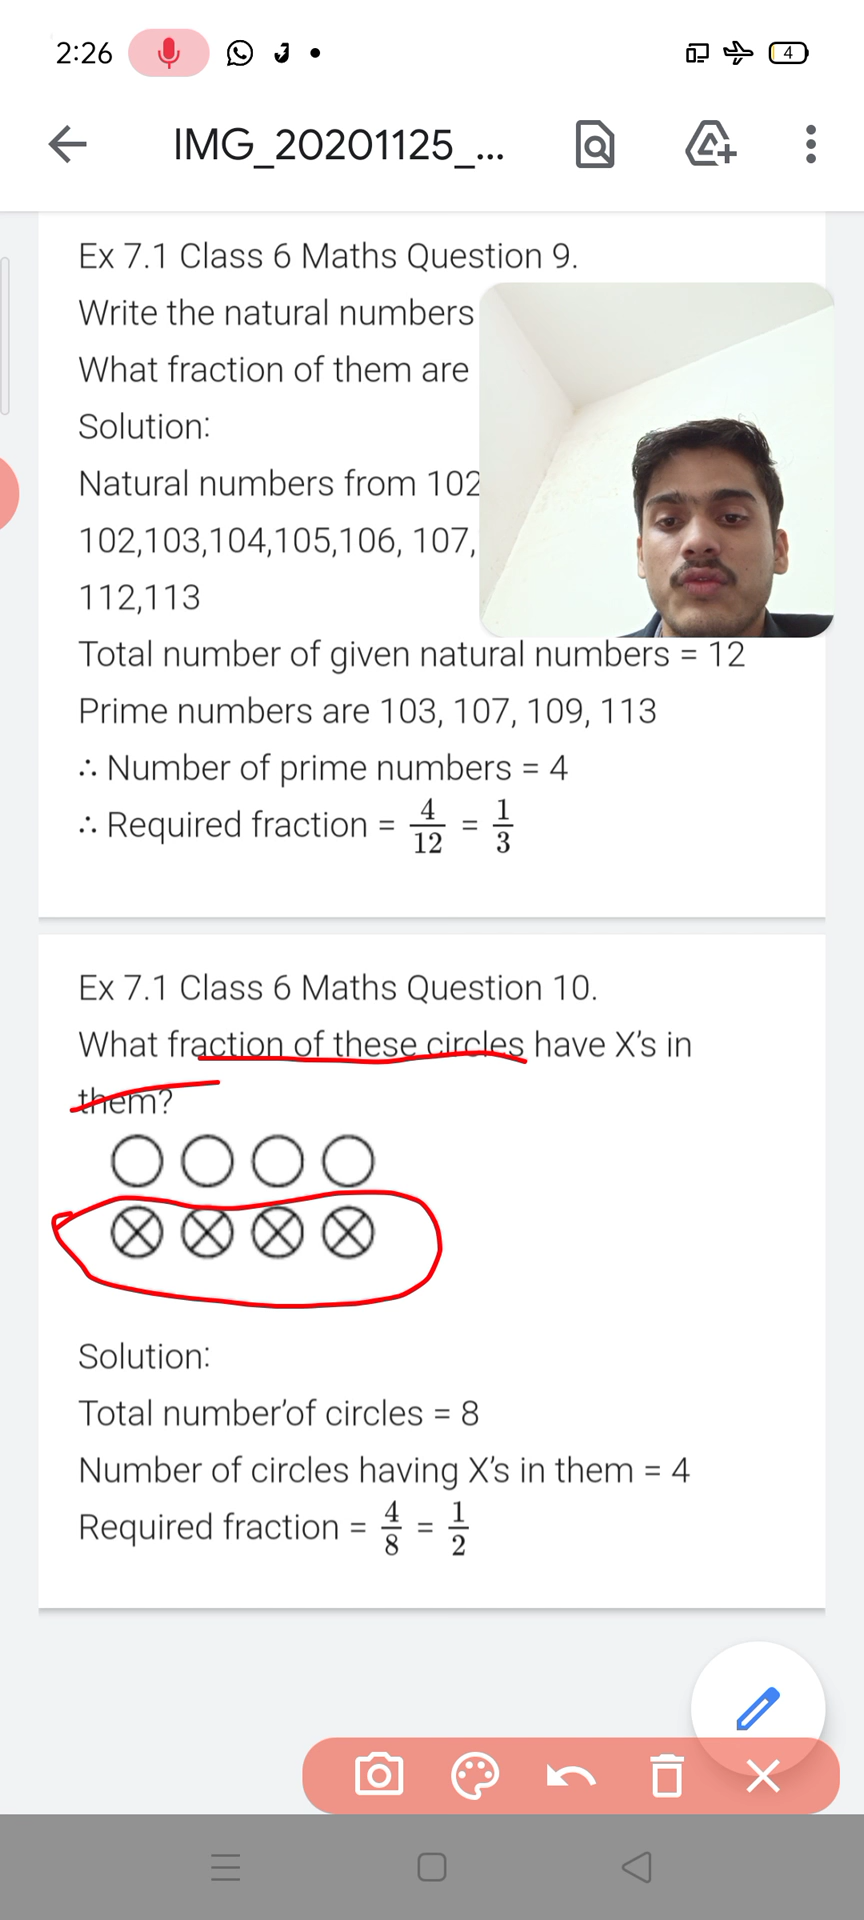 2:26
4
IMG_20201125_...
Ex 7.1 Class 6 Maths Question 9.
Write the natural numbers
What fraction of them are
Solution:
Natural numbers from 102
102,103,104,105,106, 107,
112,113
Total number of given natural numbers = 12
Prime numbers are 103, 107, 109, 113
∴ Number of prime numbers = 4
∴ Required fraction = 4/12 = 1/3
Ex 7.1 Class 6 Maths Question 10.
What fraction of these circles have X’s in
them?
Solution:
Total number’of circles = 8
Number of circles having X’s in them = 4
Required fraction = 4/8 = 1/2